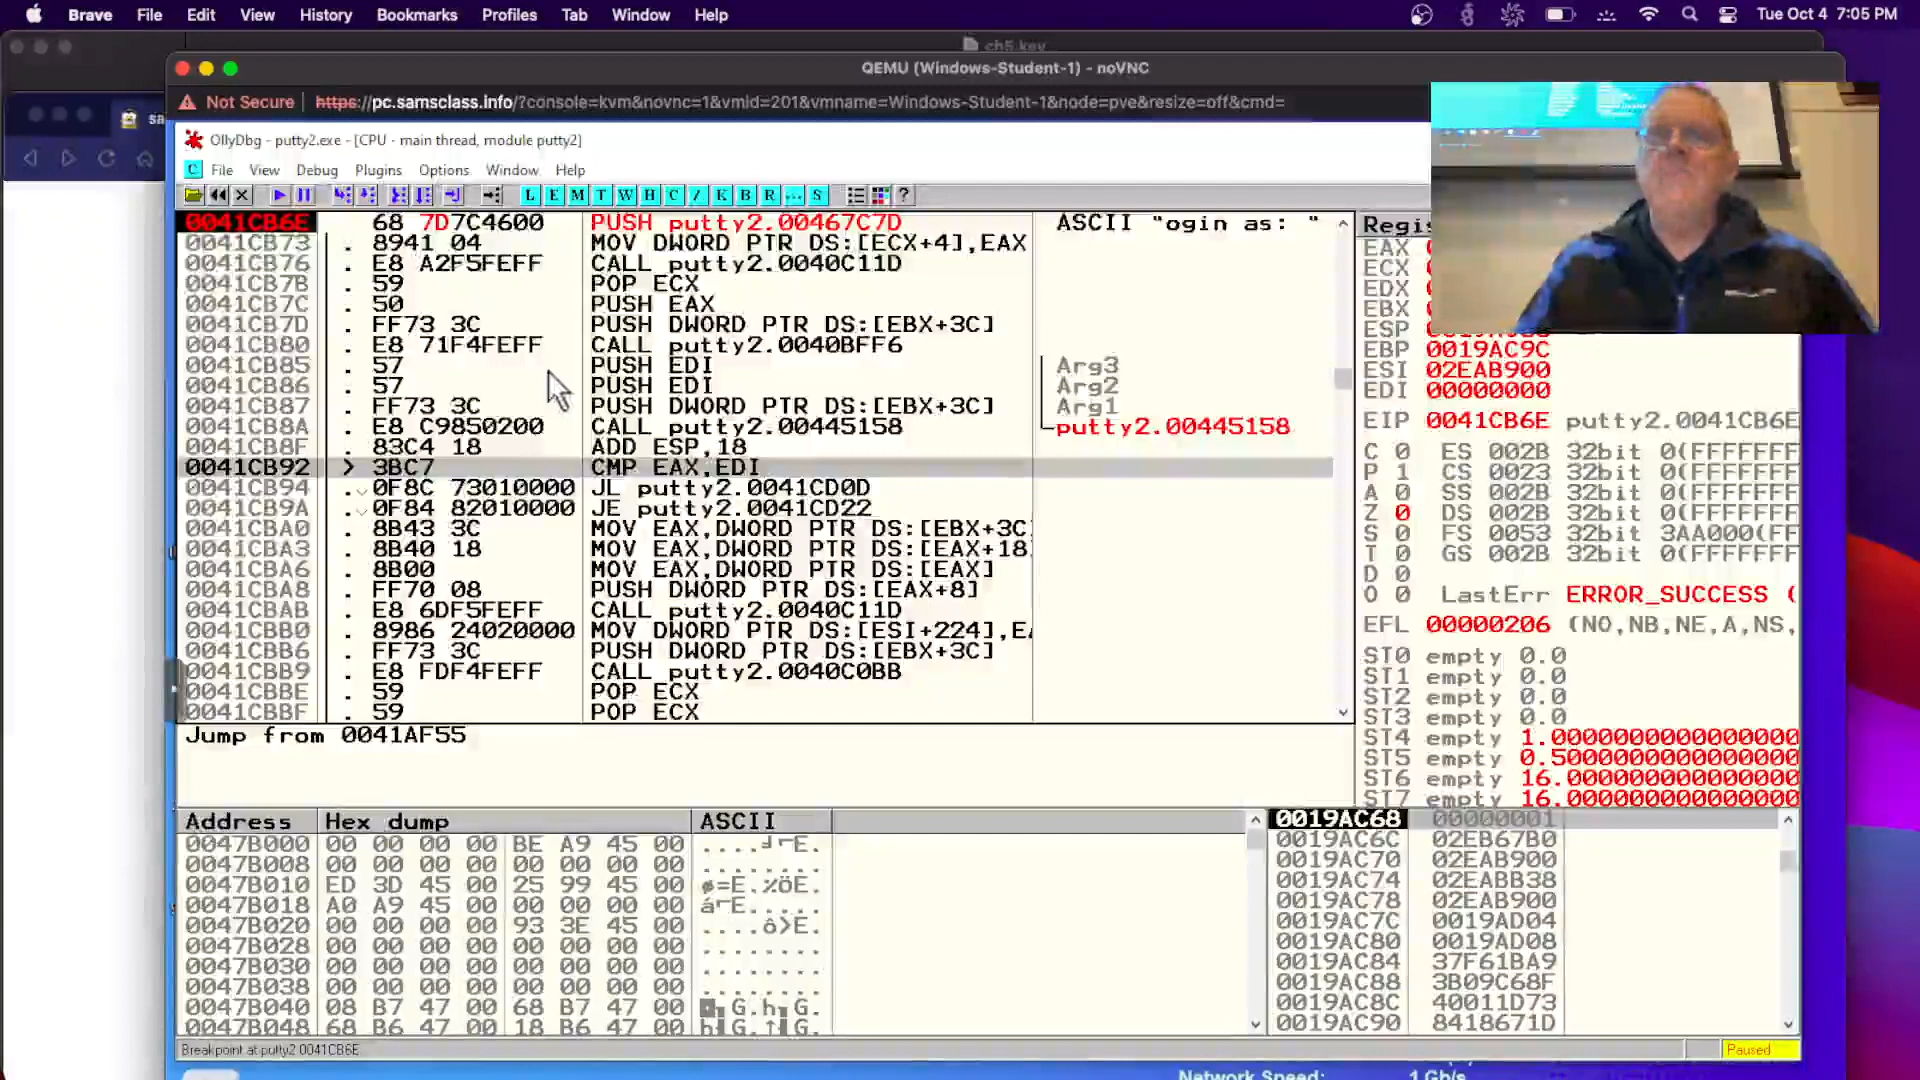 Brave File Edit View History Bookmarks Profiles Tab Window Help Tue Oct 4 7:05 PM
ch5.key
QEMU (Windows-Student-1) - noVNC
sa
Not Secure https://pc.samsclass.info/?console=kvm&novnc=1&vmid=201&vmname=Windows-Student-1&node=pve&resize=off&cmd=
OllyDbg - putty2.exe - [CPU - main thread, module putty2]
C File View Debug Plugins Options Window Help
L E M T W H C / K B R ... S ?
0041CB6E 68 7D7C4600 PUSH putty2.00467C7D ASCII "ogin as: "
0041CB73 . 8941 04 MOV DWORD PTR DS:[ECX+4],EAX
0041CB76 . E8 A2F5FEFF CALL putty2.0040C11D
0041CB7B . 59 POP ECX
0041CB7C . 50 PUSH EAX
0041CB7D . FF73 3C PUSH DWORD PTR DS:[EBX+3C]
0041CB80 . E8 71F4FEFF CALL putty2.0040BFF6
0041CB85 . 57 PUSH EDI Arg3
0041CB86 . 57 PUSH EDI Arg2
0041CB87 . FF73 3C PUSH DWORD PTR DS:[EBX+3C] Arg1
0041CB8A . E8 C9850200 CALL putty2.00445158 putty2.00445158
0041CB8F . 83C4 18 ADD ESP,18
0041CB92 > 3BC7 CMP EAX,EDI
0041CB94 . 0F8C 73010000 JL putty2.0041CD0D
0041CB9A . 0F84 82010000 JE putty2.0041CD22
0041CBA0 . 8B43 3C MOV EAX,DWORD PTR DS:[EBX+3C
0041CBA3 . 8B40 18 MOV EAX,DWORD PTR DS:[EAX+18
0041CBA6 . 8B00 MOV EAX,DWORD PTR DS:[EAX]
0041CBA8 . FF70 08 PUSH DWORD PTR DS:[EAX+8]
0041CBAB . E8 6DF5FEFF CALL putty2.0040C11D
0041CBB0 . 8986 24020000 MOV DWORD PTR DS:[ESI+224],E
0041CBB6 . FF73 3C PUSH DWORD PTR DS:[EBX+3C]
0041CBB9 . E8 FDF4FEFF CALL putty2.0040C0BB
0041CBBE . 59 POP ECX
0041CBBF . 59 POP ECX
Jump from 0041AF55
Regis
EAX
ECX
EDX
EBX
ESP
EBP 0019AC9C
ESI 02EAB900
EDI 00000000
EIP 0041CB6E putty2.0041CB6E
C 0 ES 002B 32bit 0(FFFFFFF
P 1 CS 0023 32bit 0(FFFFFFF
A 0 SS 002B 32bit 0(FFFFFFF
Z 0 DS 002B 32bit 0(FFFFFFF
S 0 FS 0053 32bit 3AA000(FF
T 0 GS 002B 32bit 0(FFFFFFF
D 0
O 0 LastErr ERROR_SUCCESS (
EFL 00000206 (NO,NB,NE,A,NS,
ST0 empty 0.0
ST1 empty 0.0
ST2 empty 0.0
ST3 empty 0.0
ST4 empty 1.0000000000000000
ST5 empty 0.5000000000000000
ST6 empty 16.000000000000000
ST7 empty 16.000000000000000
Address Hex dump ASCII
0047B000 00 00 00 00 BE A9 45 00 ....╛⌐E.
0047B008 00 00 00 00 00 00 00 00 ........
0047B010 ED 3D 45 00 25 99 45 00 ø=E.%öE.
0047B018 A0 A9 45 00 00 00 00 00 á⌐E.....
0047B020 00 00 00 00 93 3E 45 00 ....ô>E.
0047B028 00 00 00 00 00 00 00 00 ........
0047B030 00 00 00 00 00 00 00 00 ........
0047B038 00 00 00 00 00 00 00 00 ........
0047B040 08 B7 47 00 68 B7 47 00 ◘╖G.h╖G.
0047B048 68 B6 47 00 18 B6 47 00 h╢G.↑╢G.
0019AC68 00000001
0019AC6C 02EB67B0
0019AC70 02EAB900
0019AC74 02EABB38
0019AC78 02EAB900
0019AC7C 0019AD04
0019AC80 0019AD08
0019AC84 37F61BA9
0019AC88 3B09C68F
0019AC8C 40011D73
0019AC90 8418671D
Breakpoint at putty2.0041CB6E Paused
Network Speed: 1 Gb/s